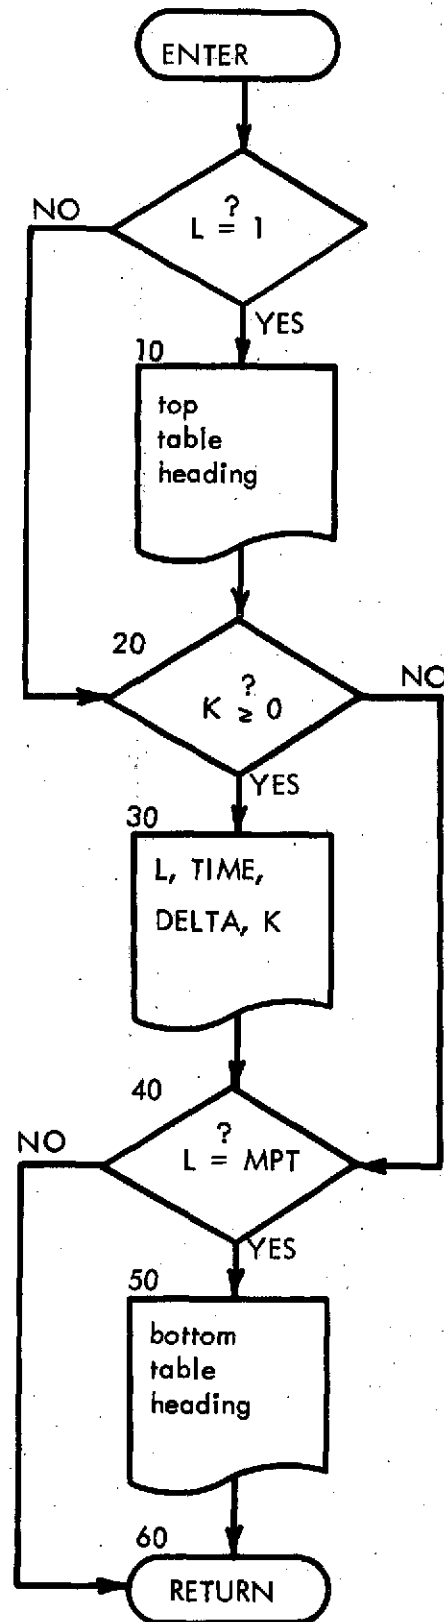 ENTER
?
L = 1
NO
YES
10
top
table
heading
20
?
K ≥ 0
NO
YES
30
L, TIME,
DELTA, K
40
?
L = MPT
NO
YES
50
bottom
table
heading
60
RETURN